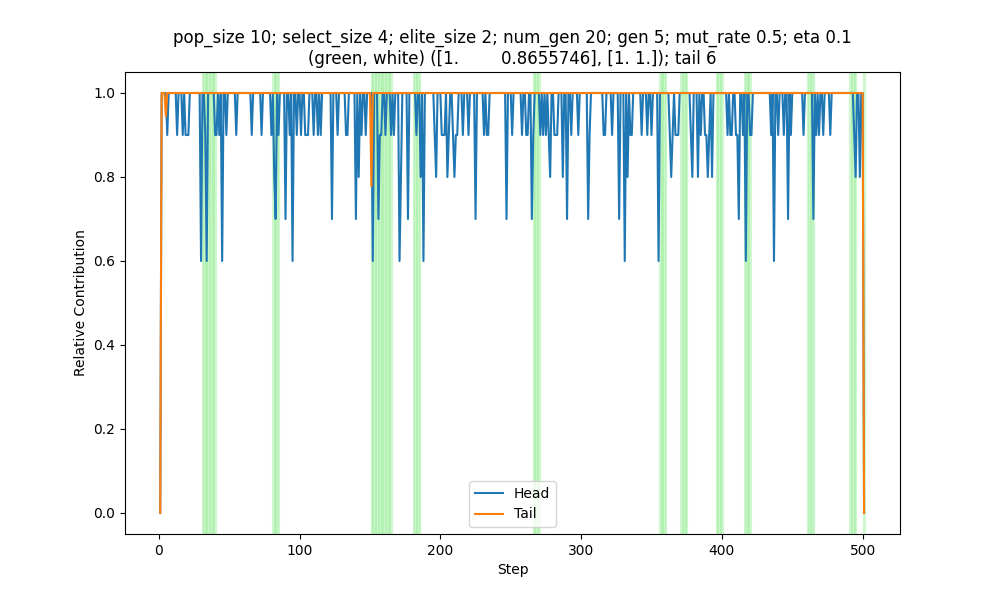 pop_size 10; select_size 4; elite_size 2; num_gen 20; gen 5; mut_rate 0.5; eta 0.1
(green, white) ([1.        0.8655746], [1. 1.]); tail 6
1.0
0.8
0.6
0.4
0.2
0.0
Relative Contribution
Head
Tail
0
100
200
300
400
500
Step